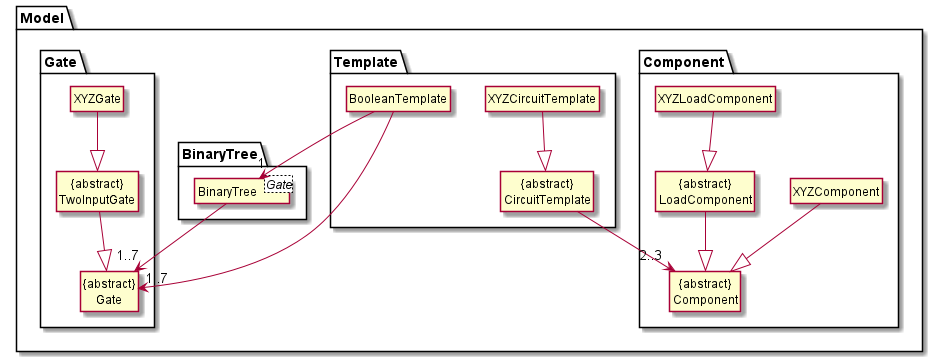 Model
Gate
Template
Component
XYZGate
BooleanTemplate
XYZCircuitTemplate
XYZLoadComponent
BinaryTree
1
{abstract}
TwoInputGate
BinaryTree
Gate
{abstract}
CircuitTemplate
{abstract}
LoadComponent
XYZComponent
1..7
1..7
2..3
{abstract}
Gate
{abstract}
Component